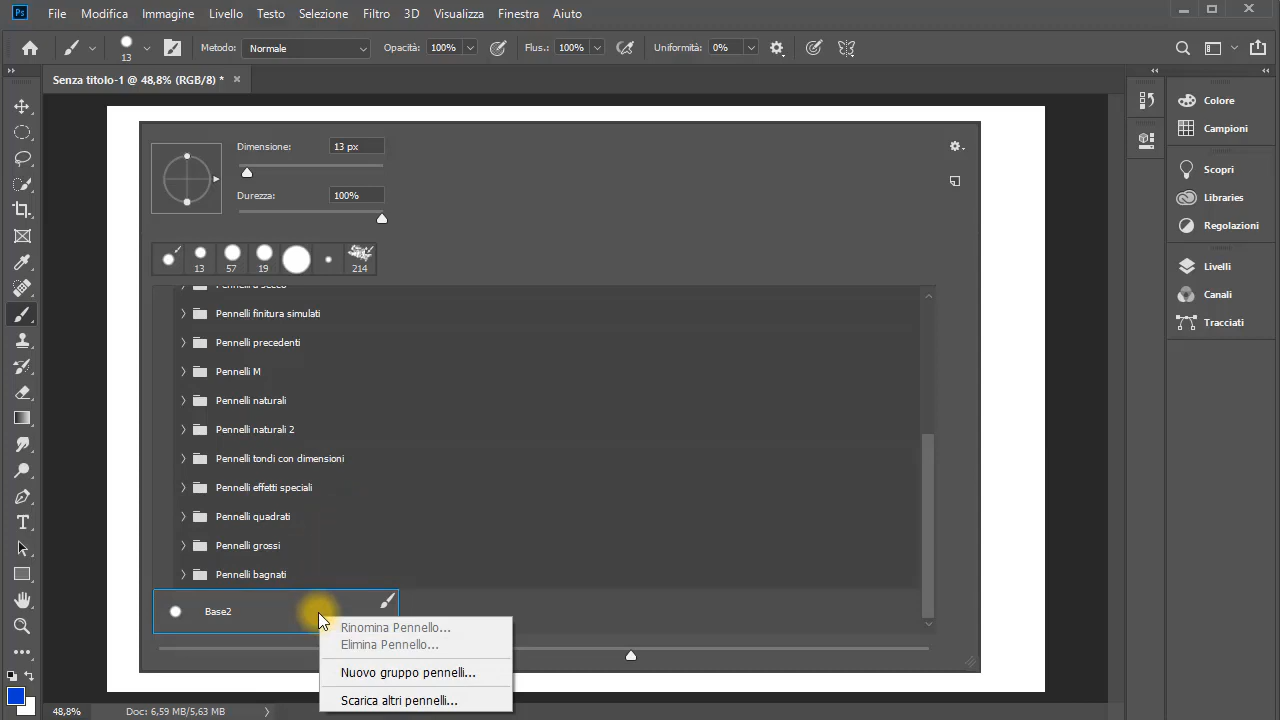 Ps File Modifica Immagine Livello Testo Selezione Filtro 3D Visualizza Finestra Aiuto
13 Metodo: Normale Opacità: 100% Flus.: 100% Uniformità: 0%
Senza titolo-1 @ 48,8% (RGB/8) *
Dimensione: 13 px
Durezza: 100%
13 57 19 214
Pennelli a secco
Pennelli finitura simulati
Pennelli precedenti
Pennelli M
Pennelli naturali
Pennelli naturali 2
Pennelli tondi con dimensioni
Pennelli effetti speciali
Pennelli quadrati
Pennelli grossi
Pennelli bagnati
Base2
Rinomina Pennello...
Elimina Pennello...
Nuovo gruppo pennelli...
Scarica altri pennelli...
Colore
Campioni
Scopri
Libraries
Regolazioni
Livelli
Canali
Tracciati
48,8% Doc: 6,59 MB/5,63 MB